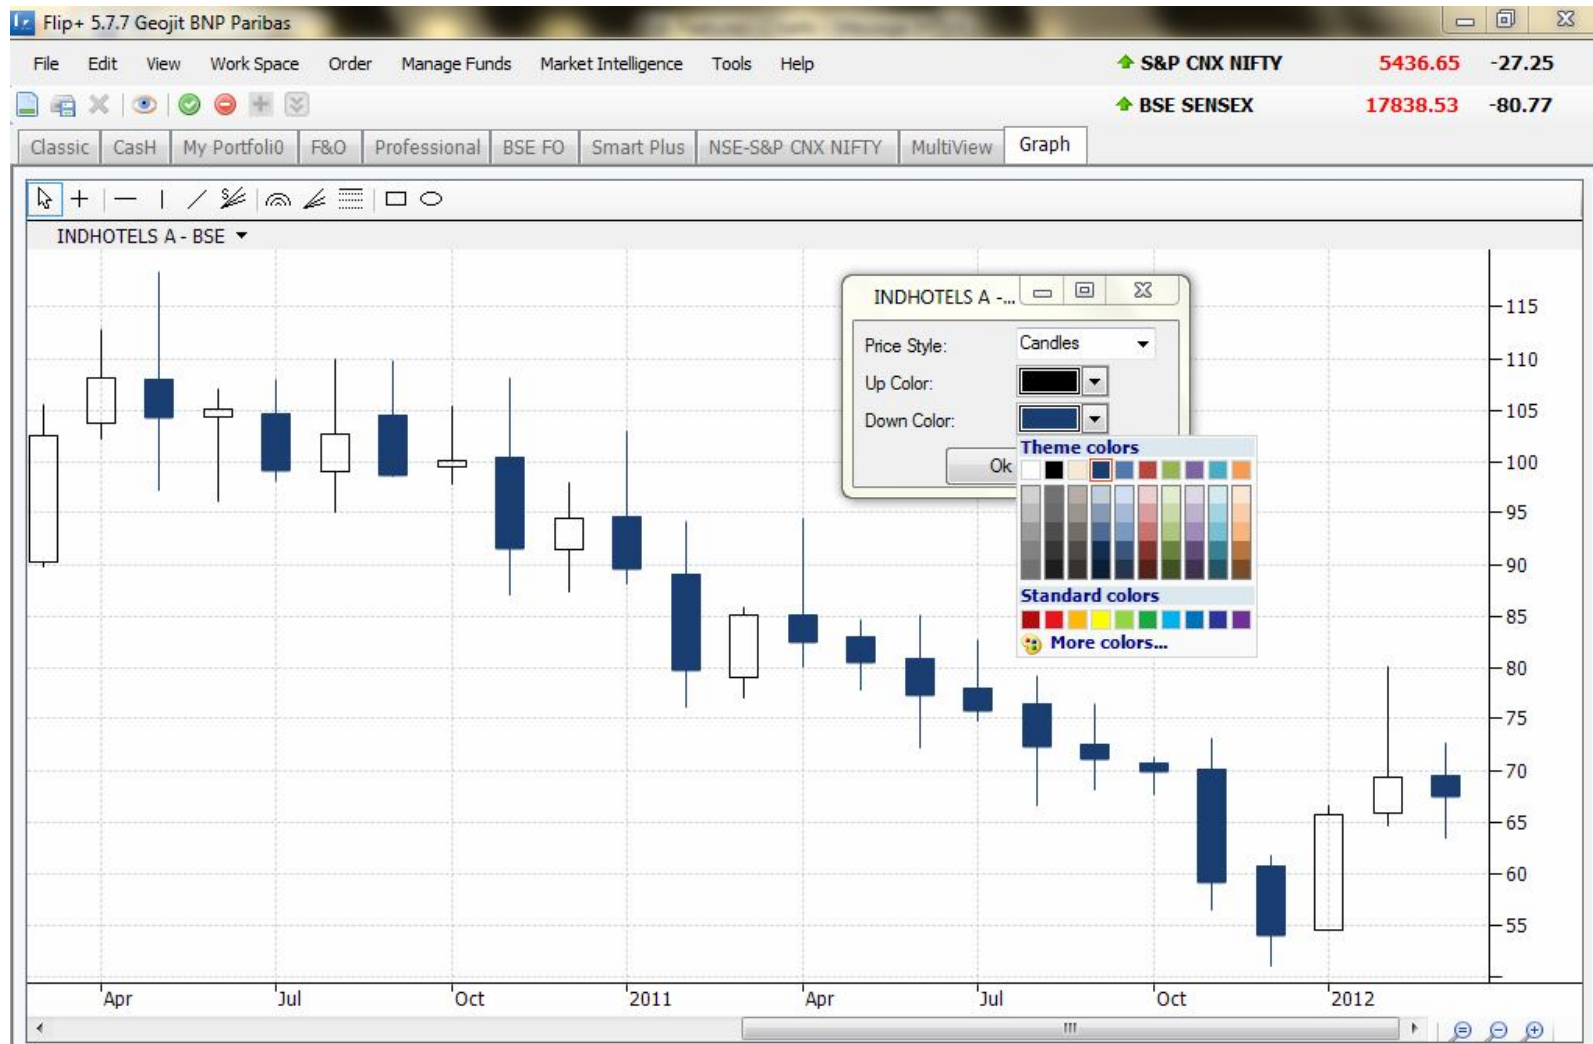 Flip+ 5.7.7 Geojit BNP Paribas
File Edit View Work Space Order Manage Funds Market Intelligence Tools Help S&P CNX NIFTY 5436.65 -27.25
BSE SENSEX 17838.53 -80.77
Classic CasH My Portfoli0 F&O Professional BSE FO Smart Plus NSE-S&P CNX NIFTY MultiView Graph
INDHOTELS A - BSE
INDHOTELS A -...
Price Style: Candles
Up Color:
Down Color:
Ok
Theme colors
Standard colors
More colors...
115
110
105
100
95
90
85
80
75
70
65
60
55
Apr Jul Oct 2011 Apr Jul Oct 2012